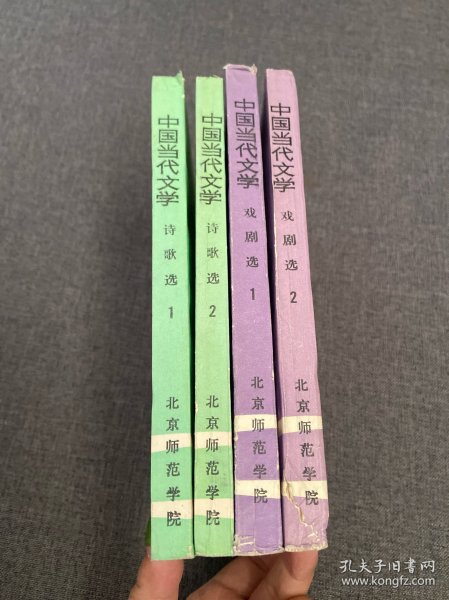 中国当代文学
诗歌选
1
北京师范学院
中国当代文学
诗歌选
2
北京师范学院
中国当代文学
戏剧选
1
北京师范学院
中国当代文学
戏剧选
2
北京师范学院
孔夫子旧书网
www.kongfz.com